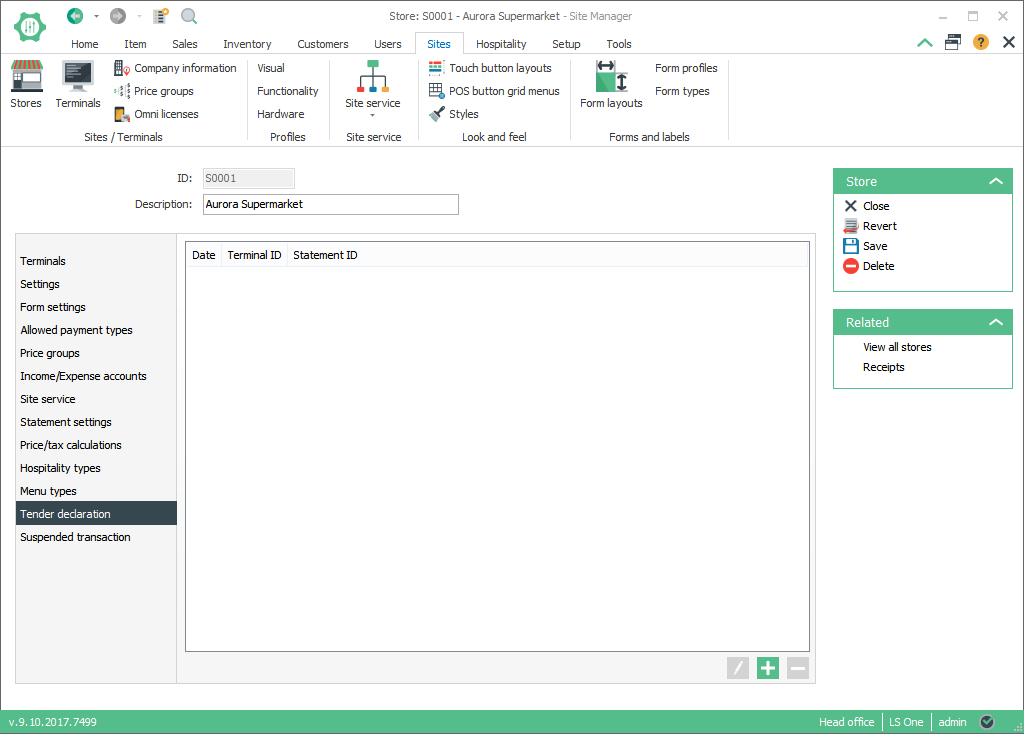 Store: S0001 - Aurora Supermarket - Site Manager
Home Item Sales Inventory Customers Users Sites Hospitality Setup Tools
Stores
Terminals
Company information
Price groups
Omni licenses
Sites / Terminals
Visual
Functionality
Hardware
Profiles
Site service
Site service
Touch button layouts
POS button grid menus
Styles
Look and feel
Form layouts
Form profiles
Form types
Forms and labels
ID: S0001
Description: Aurora Supermarket
Terminals
Settings
Form settings
Allowed payment types
Price groups
Income/Expense accounts
Site service
Statement settings
Price/tax calculations
Hospitality types
Menu types
Tender declaration
Suspended transaction
Date Terminal ID Statement ID
Store
Close
Revert
Save
Delete
Related
View all stores
Receipts
v.9.10.2017.7499
Head office LS One admin